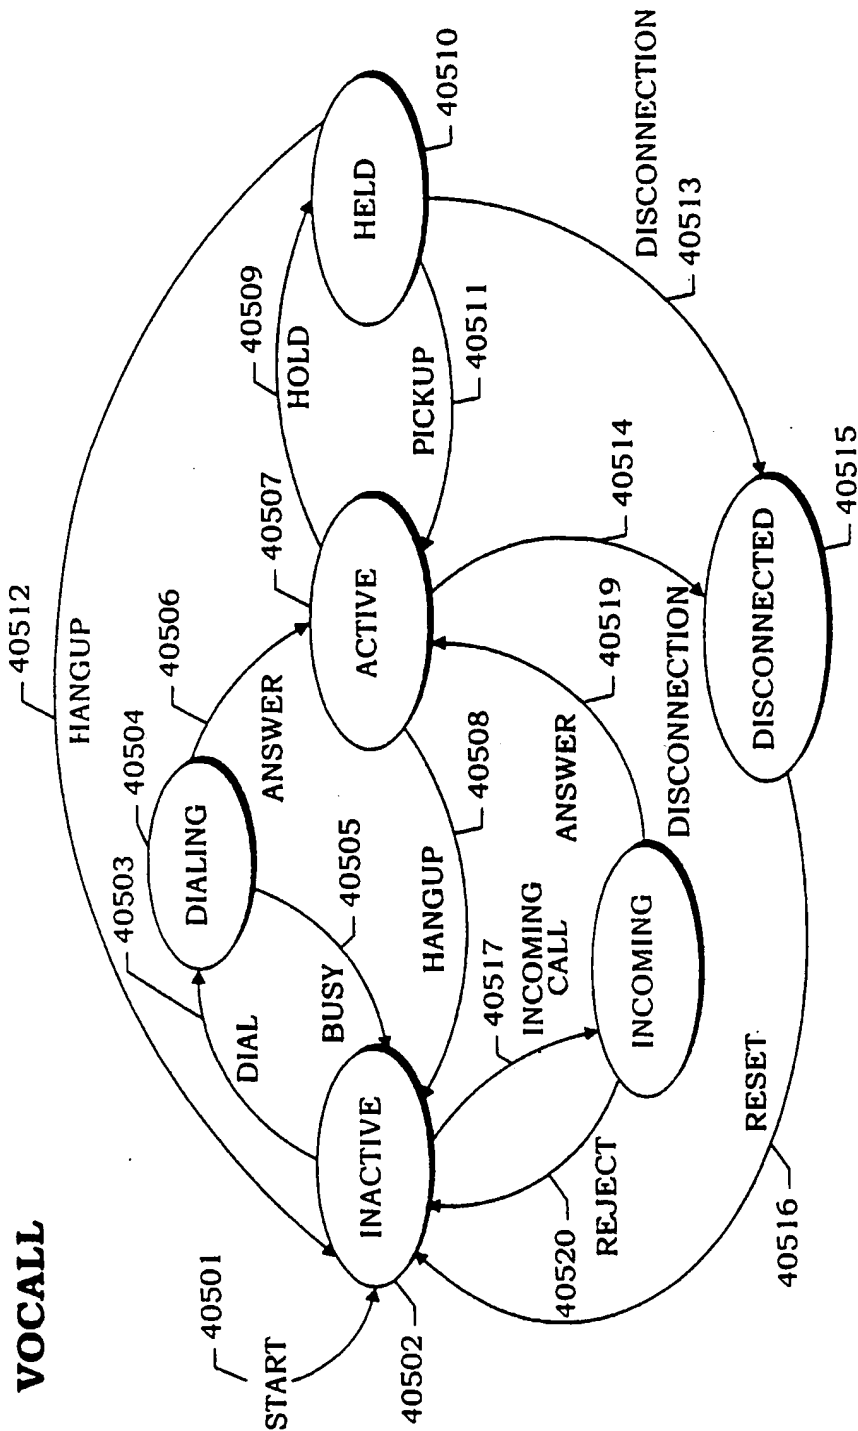 VOCALL
40512
HANGUP
40506
40504
40503
DIALING
ANSWER
40507
40509
HOLD
HELD
40510
DIAL
BUSY
40505
40501
START
INACTIVE
40502
ACTIVE
PICKUP
40511
HANGUP
40508
40517
INCOMING
CALL
ANSWER
40519
40514
DISCONNECTION
40513
40520
REJECT
INCOMING
DISCONNECTION
DISCONNECTED
40515
RESET
40516